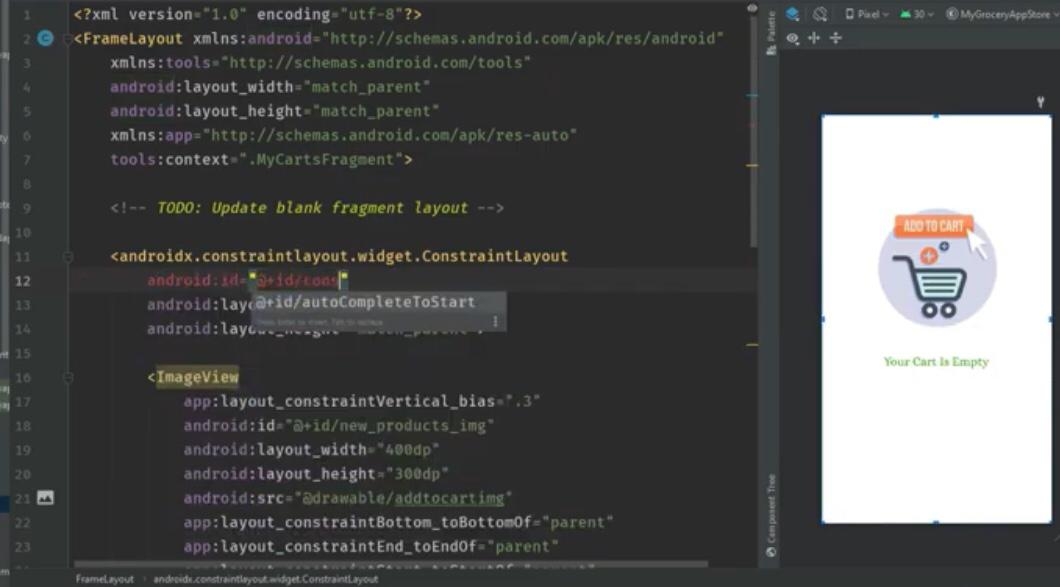 1 <?xml version="1.0" encoding="utf-8"?>
2 <FrameLayout xmlns:android="http://schemas.android.com/apk/res/android"
3 xmlns:tools="http://schemas.android.com/tools"
4 android:layout_width="match_parent"
5 android:layout_height="match_parent"
6 xmlns:app="http://schemas.android.com/apk/res-auto"
7 tools:context=".MyCartsFragment">
8
9 <!-- TODO: Update blank fragment layout -->
10
11 <androidx.constraintlayout.widget.ConstraintLayout
12 android:id="@+id/cons"
13 android:layo
@+id/autoCompleteToStart
14 android:layout_height="match_parent">
15
16 <ImageView
17 app:layout_constraintVertical_bias=".3"
18 android:id="@+id/new_products_img"
19 android:layout_width="400dp"
20 android:layout_height="300dp"
21 android:src="@drawable/addtocartimg"
22 app:layout_constraintBottom_toBottomOf="parent"
23 app:layout_constraintEnd_toEndOf="parent"
FrameLayout › androidx.constraintlayout.widget.ConstraintLayout
Palette
Component Tree
Pixel 30 MyGroceryAppStore
ADD TO CART
Your Cart Is Empty